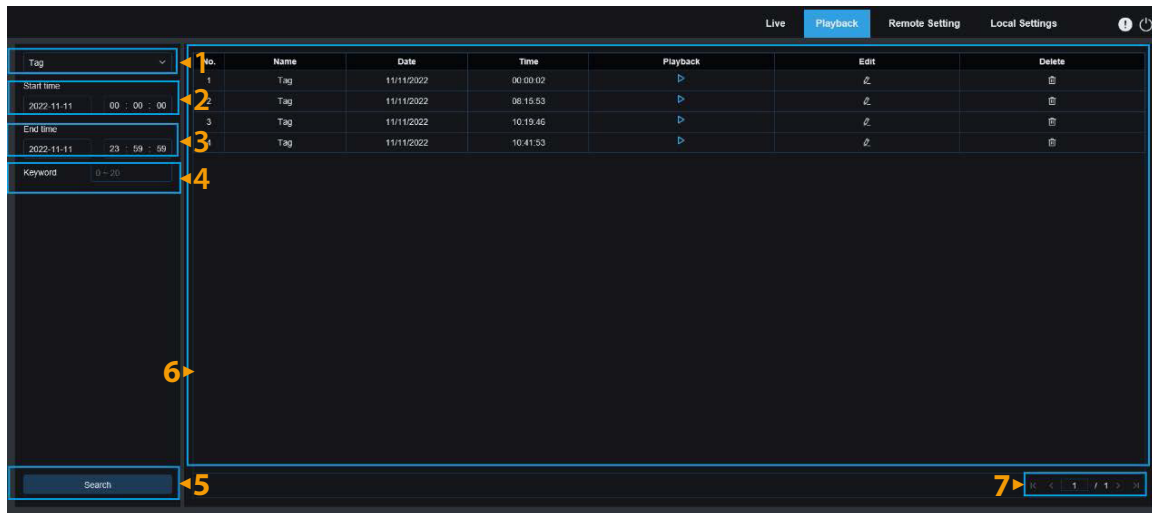 Live Playback Remote Setting Local Settings
Tag 1
Start time
2022-11-11 00 : 00 : 00 2
End time
2022-11-11 23 : 59 : 59 3
Keyword 0 ~ 20 4
No. Name Date Time Playback Edit Delete
1 Tag 11/11/2022 00:00:02
2 Tag 11/11/2022 08:15:53
3 Tag 11/11/2022 10:19:46
4 Tag 11/11/2022 10:41:53
6
Search 5
7 1 / 1